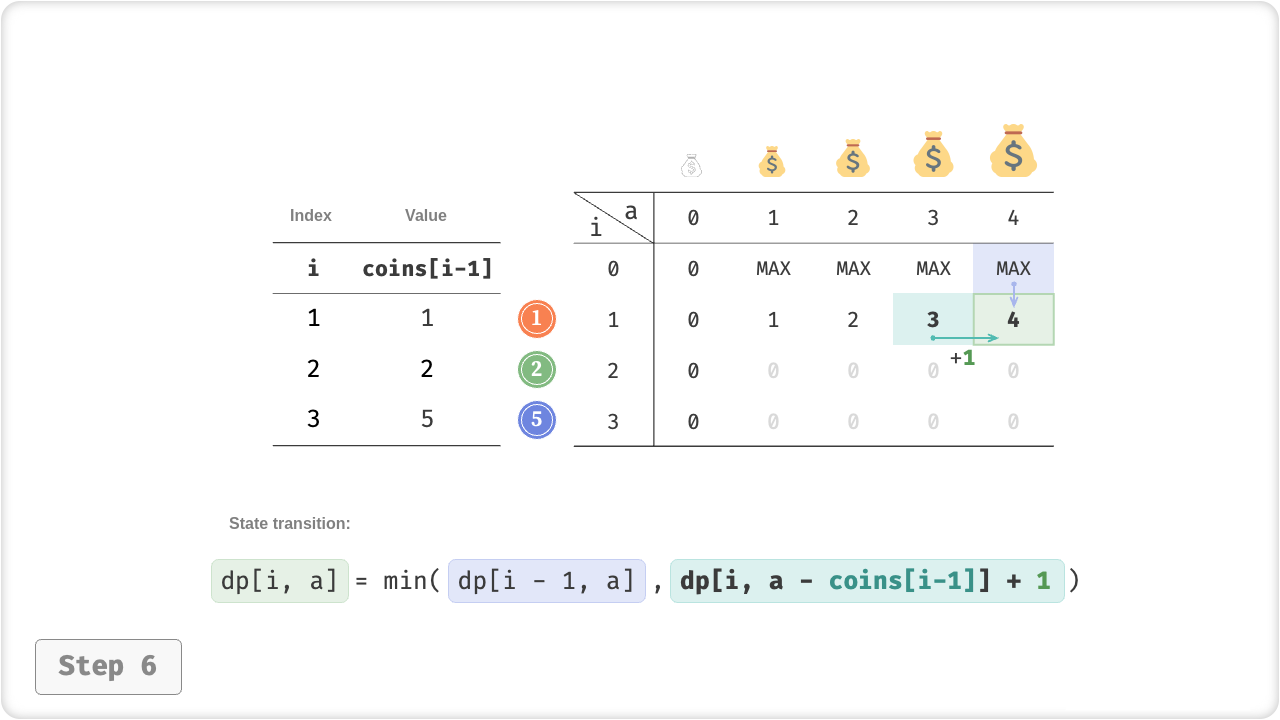 $ $ $ $ $
Index Value a i 0 1 2 3 4
i coins[i-1] 0 0 MAX MAX MAX MAX
1 1 1 1 0 1 2 3 4
+1
2 2 2 2 0 0 0 0 0
3 5 5 3 0 0 0 0 0
State transition:
dp[i, a] = min( dp[i - 1, a] , dp[i, a - coins[i-1]] + 1 )
Step 6